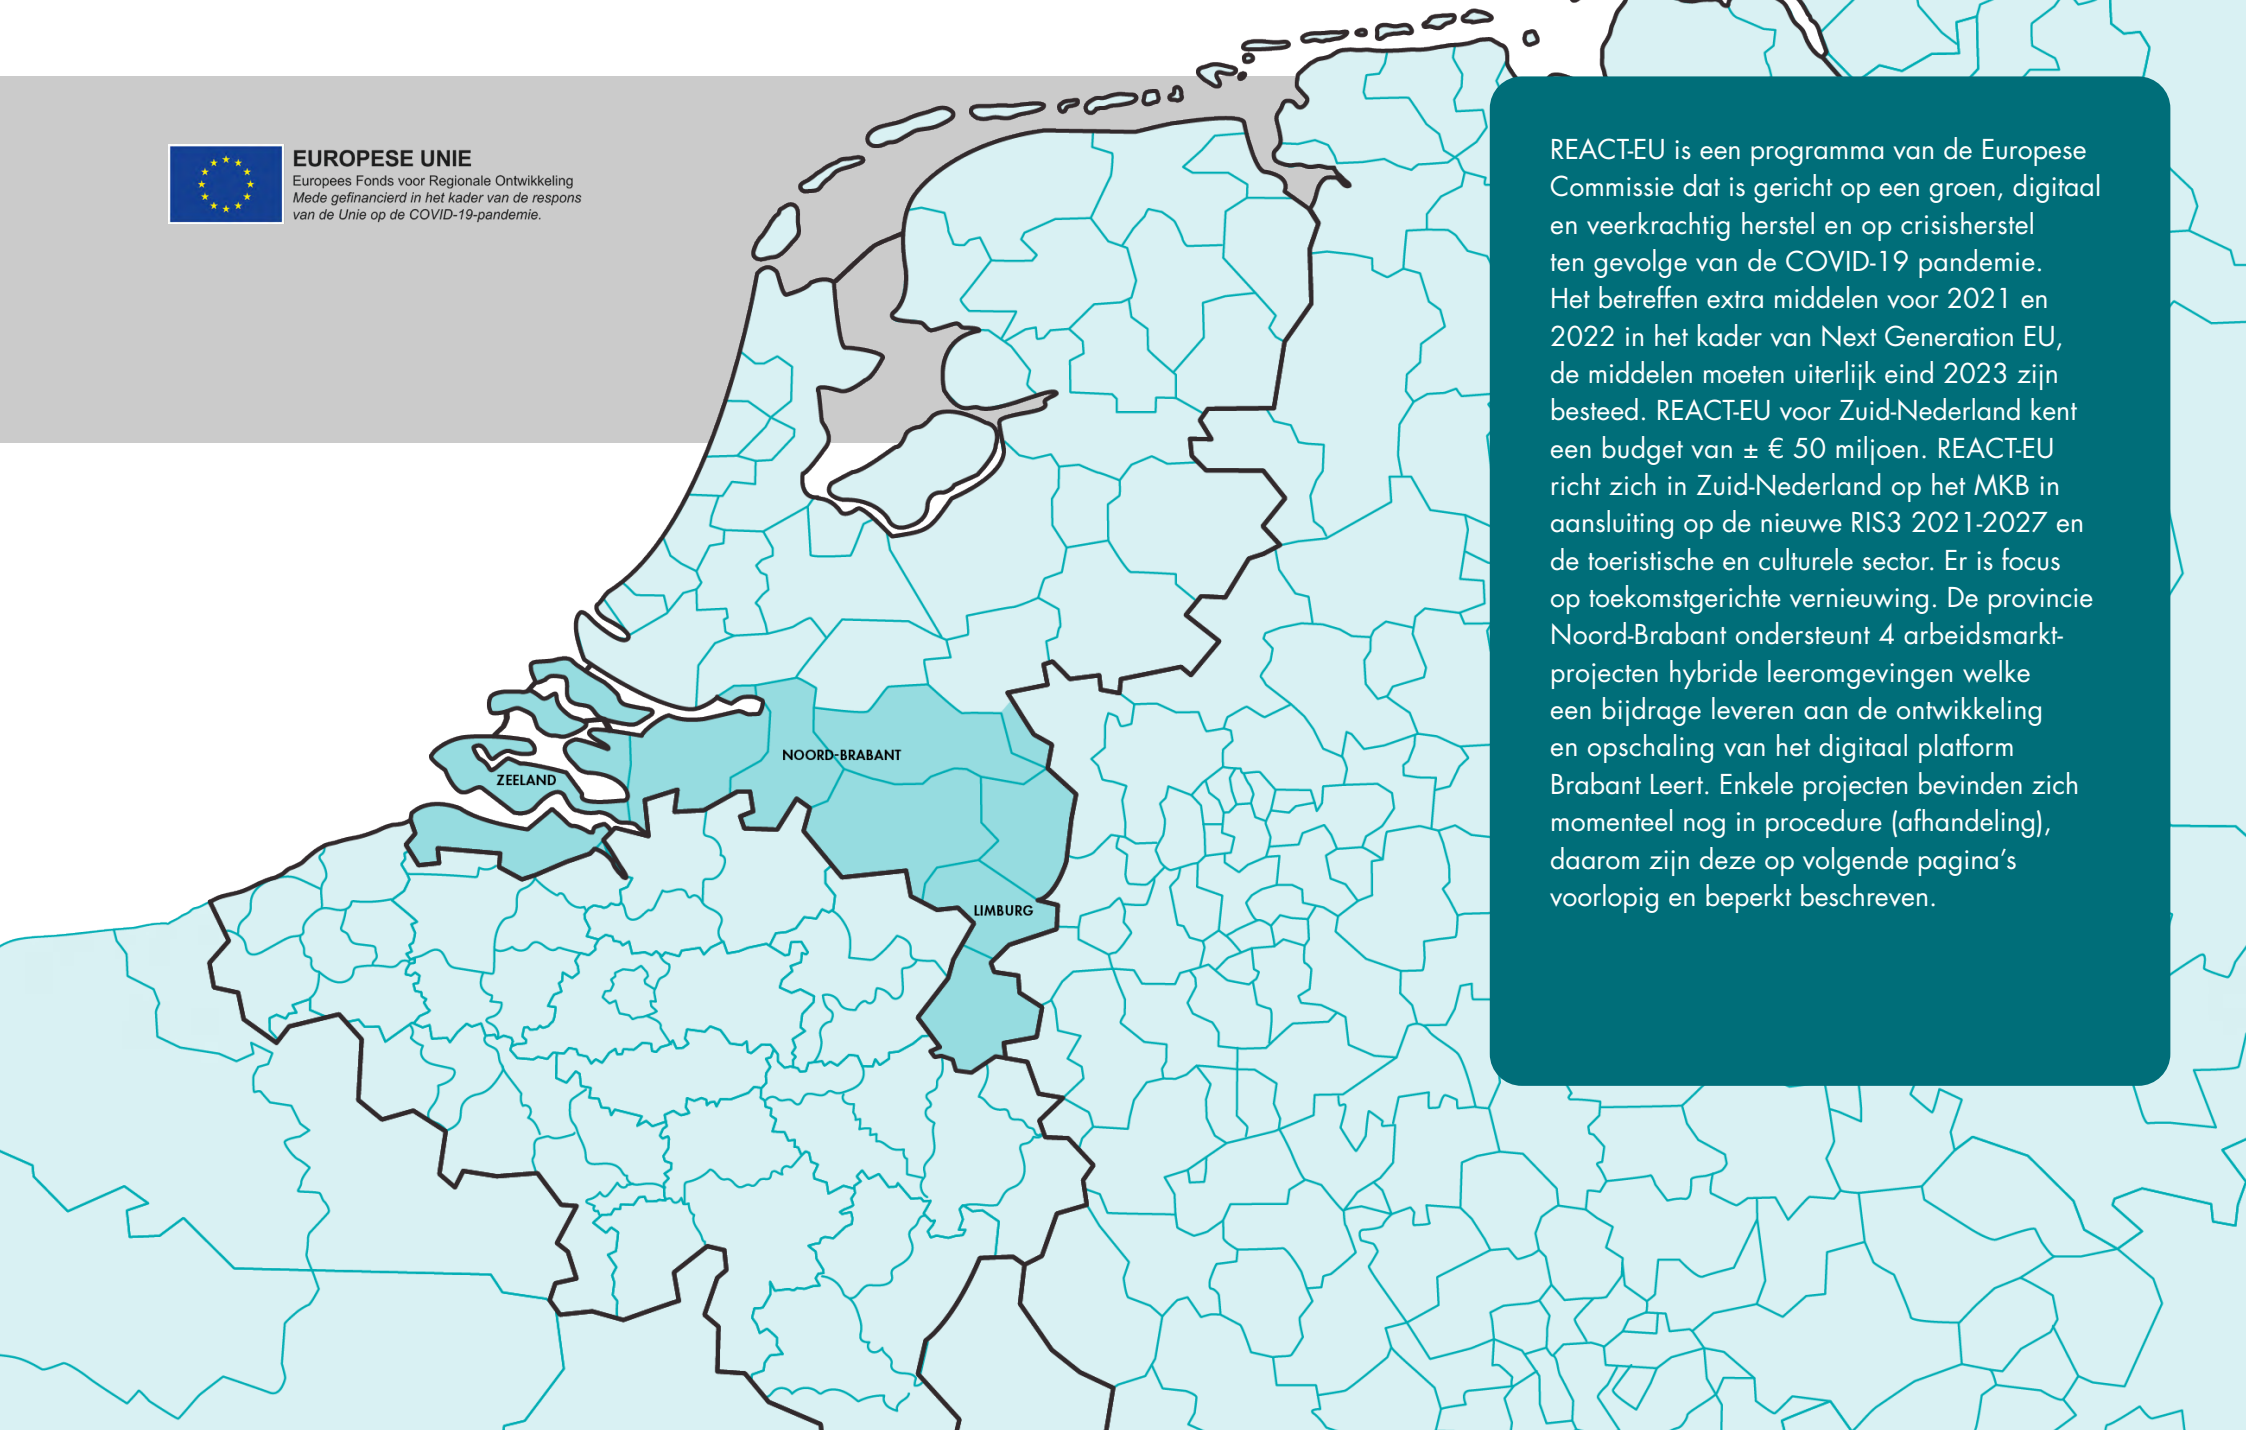 EUROPESE UNIE
Europees Fonds voor Regionale Ontwikkeling
Mede gefinancierd in het kader van de respons
van de Unie op de COVID-19-pandemie.
REACT-EU is een programma van de Europese
Commissie dat is gericht op een groen, digitaal
en veerkrachtig herstel en op crisisherstel
ten gevolge van de COVID-19 pandemie.
Het betreffen extra middelen voor 2021 en
2022 in het kader van Next Generation EU,
de middelen moeten uiterlijk eind 2023 zijn
besteed. REACT-EU voor Zuid-Nederland kent
een budget van ± € 50 miljoen. REACT-EU
richt zich in Zuid-Nederland op het MKB in
aansluiting op de nieuwe RIS3 2021-2027 en
de toeristische en culturele sector. Er is focus
op toekomstgerichte vernieuwing. De provincie
Noord-Brabant ondersteunt 4 arbeidsmarkt-
projecten hybride leeromgevingen welke
een bijdrage leveren aan de ontwikkeling
en opschaling van het digitaal platform
Brabant Leert. Enkele projecten bevinden zich
momenteel nog in procedure (afhandeling),
daarom zijn deze op volgende pagina's
voorlopig en beperkt beschreven.
NOORD-BRABANT
ZEELAND
LIMBURG